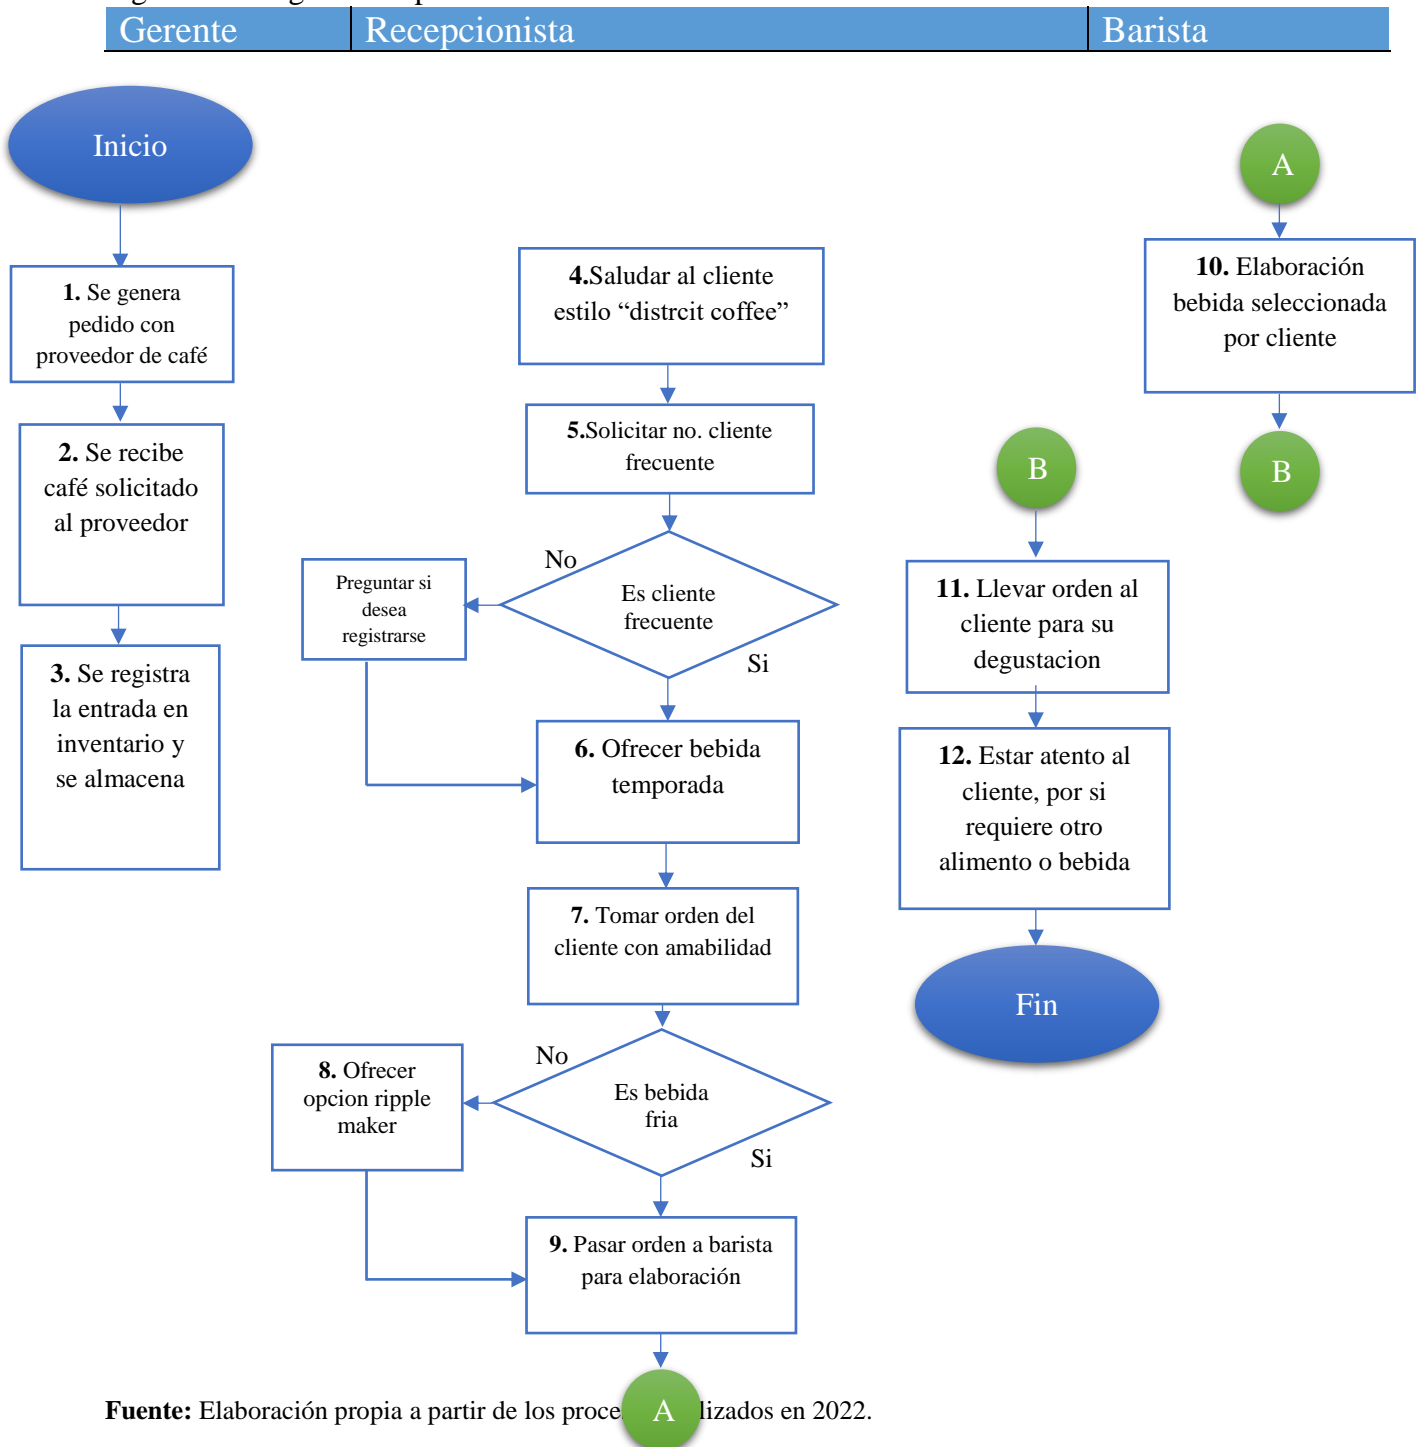 Gerente
Recepcionista
Barista
Inicio
1. Se genera
pedido con
proveedor de café
2. Se recibe
café solicitado
al proveedor
3. Se registra
la entrada en
inventario y
se almacena
4.Saludar al cliente
estilo “distrcit coffee”
5.Solicitar no. cliente
frecuente
Es cliente
frecuente
No
Si
Preguntar si
desea
registrarse
6. Ofrecer bebida
temporada
7. Tomar orden del
cliente con amabilidad
Es bebida
fria
No
Si
8. Ofrecer
opcion ripple
maker
9. Pasar orden a barista
para elaboración
A
A
10. Elaboración
bebida seleccionada
por cliente
B
B
11. Llevar orden al
cliente para su
degustacion
12. Estar atento al
cliente, por si
requiere otro
alimento o bebida
Fin
Fuente: Elaboración propia a partir de los en 2022.